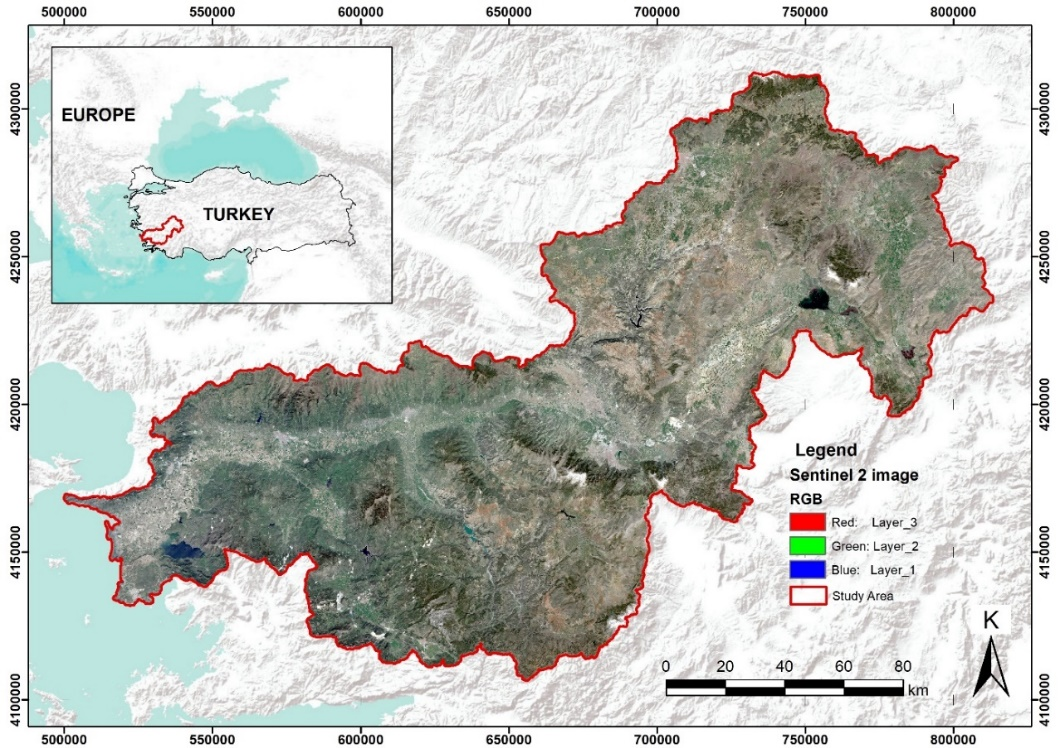 500000 550000 600000 650000 700000 750000 800000
4300000
4250000
4200000
4150000
4100000
EUROPE
TURKEY
4300000
4250000
4200000
4150000
4100000
Legend
Sentinel 2 image
RGB
Red: Layer_3
Green: Layer_2
Blue: Layer_1
Study Area
K
0 20 40 60 80
km
500000 550000 600000 650000 700000 750000 800000